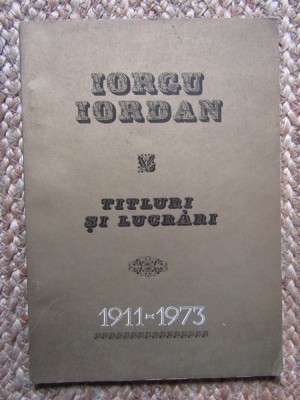 IORGU
IORDAN
TITLURI
ȘI LUCRĂRI
1911-1973